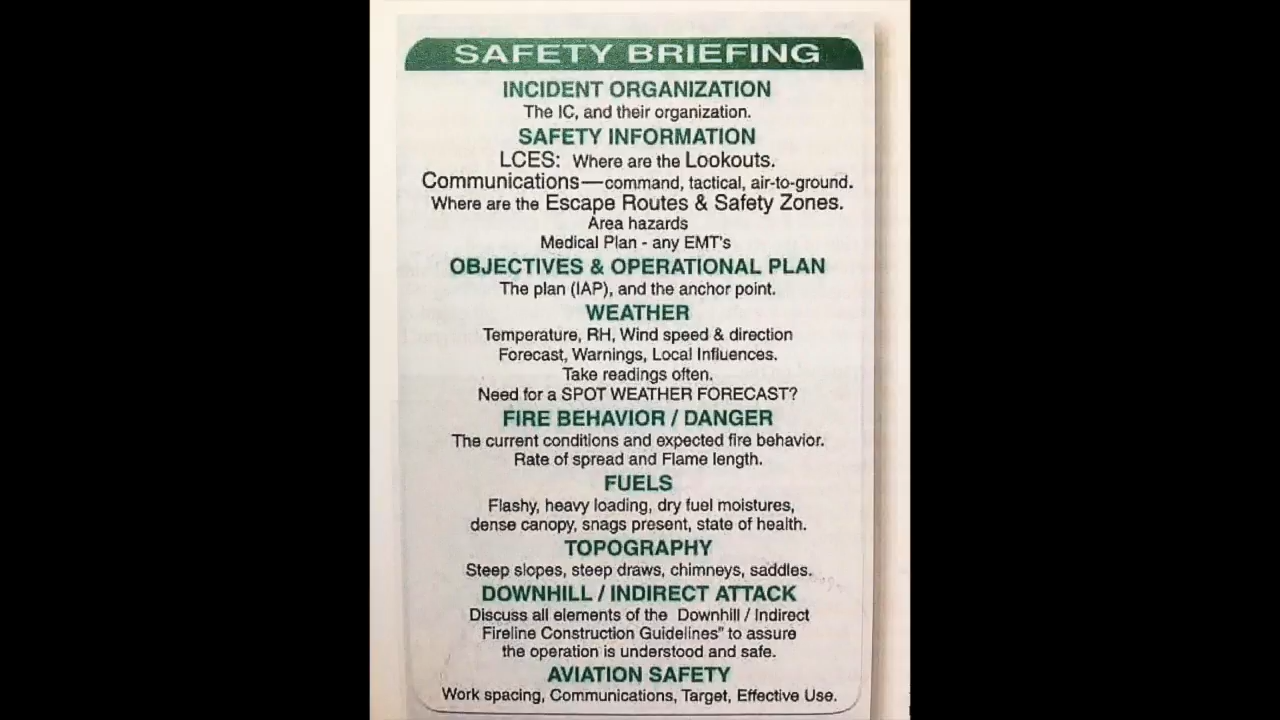 SAFETY BRIEFING
INCIDENT ORGANIZATION
The IC, and their organization.
SAFETY INFORMATION
LCES: Where are the Lookouts.
Communications—command, tactical, air-to-ground.
Where are the Escape Routes & Safety Zones.
Area hazards
Medical Plan - any EMT's
OBJECTIVES & OPERATIONAL PLAN
The plan (IAP), and the anchor point.
WEATHER
Temperature, RH, Wind speed & direction
Forecast, Warnings, Local Influences.
Take readings often.
Need for a SPOT WEATHER FORECAST?
FIRE BEHAVIOR / DANGER
The current conditions and expected fire behavior.
Rate of spread and Flame length.
FUELS
Flashy, heavy loading, dry fuel moistures,
dense canopy, snags present, state of health.
TOPOGRAPHY
Steep slopes, steep draws, chimneys, saddles.
DOWNHILL / INDIRECT ATTACK
Discuss all elements of the Downhill / Indirect
Fireline Construction Guidelines" to assure
the operation is understood and safe.
AVIATION SAFETY
Work spacing, Communications, Target, Effective Use.